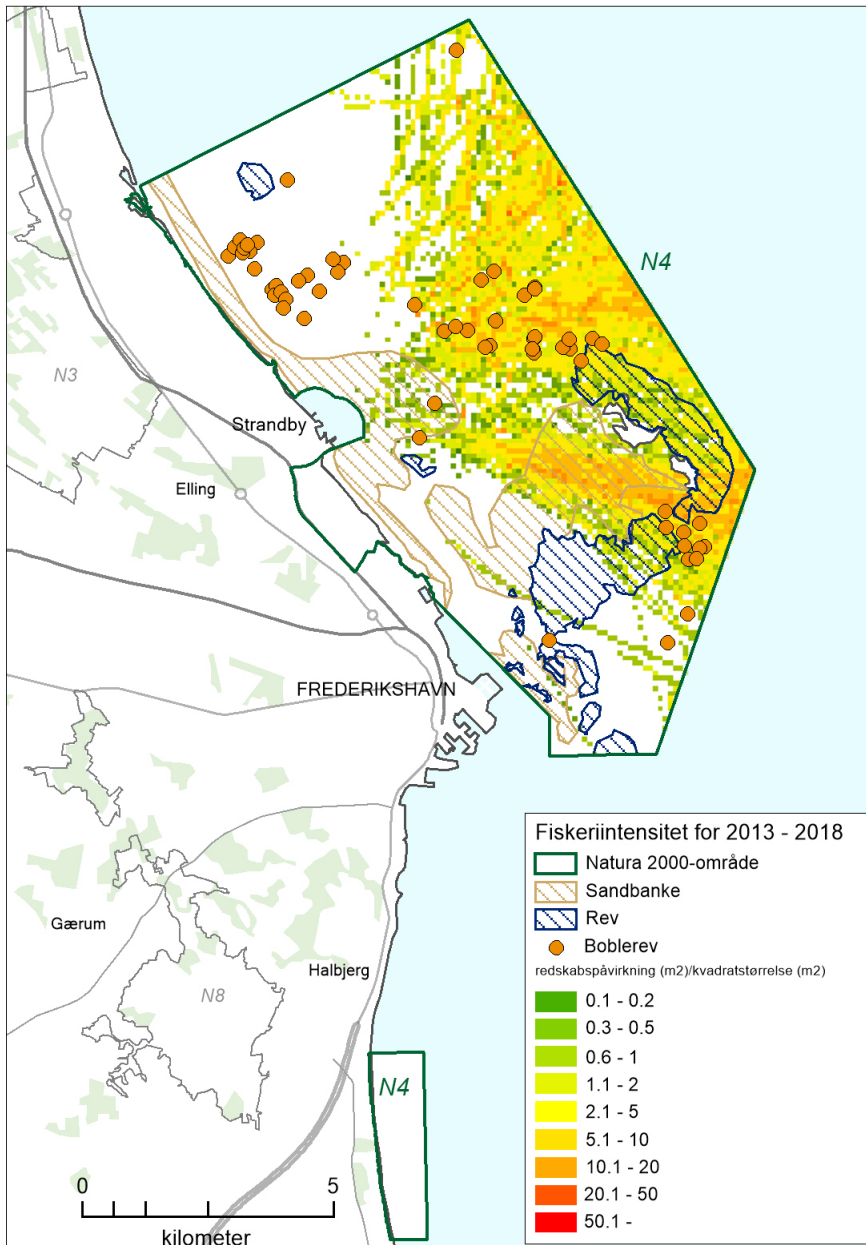 N4
N3
Strandby
Elling
FREDERIKSHAVN
Gærum
Halbjerg
N8
N4
0 5
kilometer
Fiskeriintensitet for 2013 - 2018
Natura 2000-område
Sandbanke
Rev
Boblerev
redskabspåvirkning (m2)/kvadratstørrelse (m2)
0.1 - 0.2
0.3 - 0.5
0.6 - 1
1.1 - 2
2.1 - 5
5.1 - 10
10.1 - 20
20.1 - 50
50.1 -